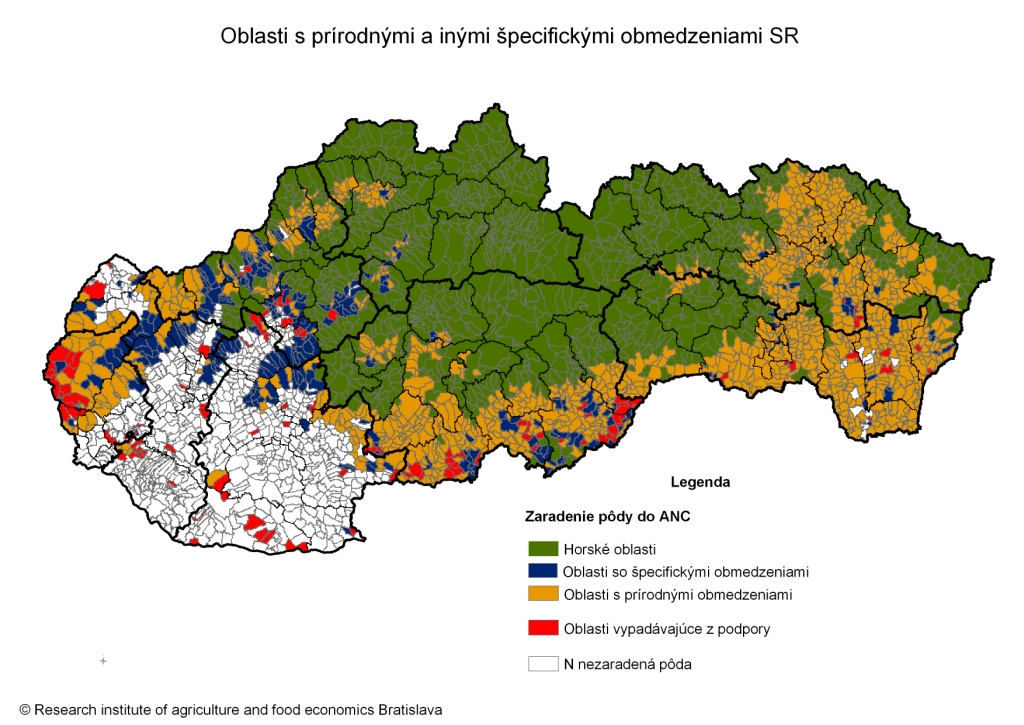 Oblasti s prírodnými a inými špecifickými obmedzeniami SR
Legenda
Zaradenie pôdy do ANC
Horské oblasti
Oblasti so špecifickými obmedzeniami
Oblasti s prírodnými obmedzeniami
Oblasti vypadávajúce z podpory
N nezaradená pôda
© Research institute of agriculture and food economics Bratislava